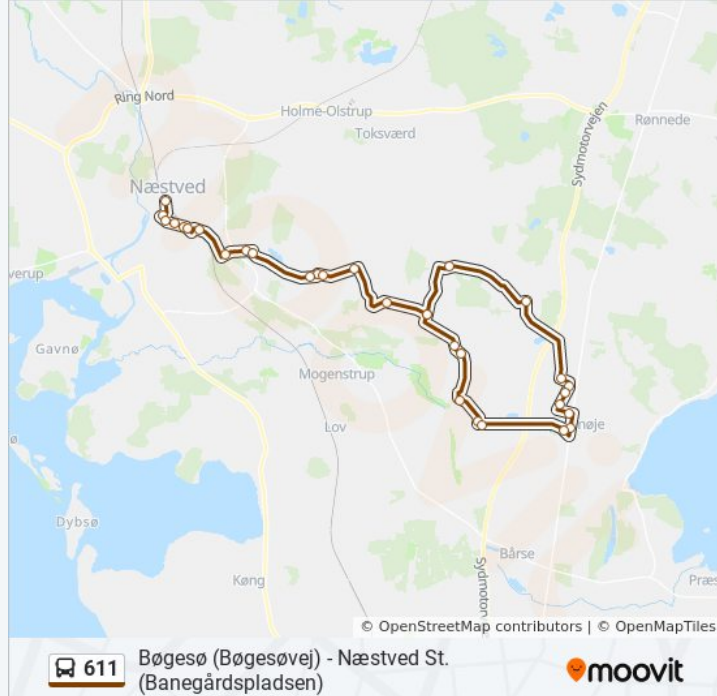 Ring Nord
Holme-Olstrup
Toksværd
Rønnede
Sydmotorvejen
Næstved
verup
Gavnø
Mogenstrup
Lov
nøje
ø
Dybsø
Bårse
Køng
Sydmotor
Præs
© OpenStreetMap contributors | © OpenMapTiles
611
Bøgesø (Bøgesøvej) - Næstved St.
(Banegårdspladsen)
moovit